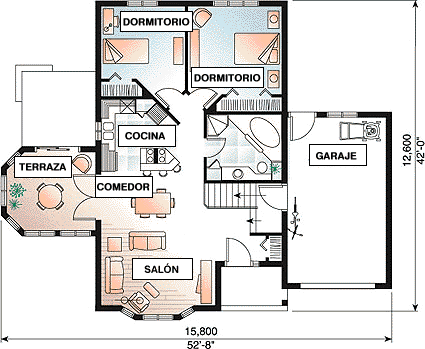 DORMITORIO
DORMITORIO
COCINA
GARAJE
TERRAZA
COMEDOR
SALÓN
12,600
42'-0"
15,800
52'-8"